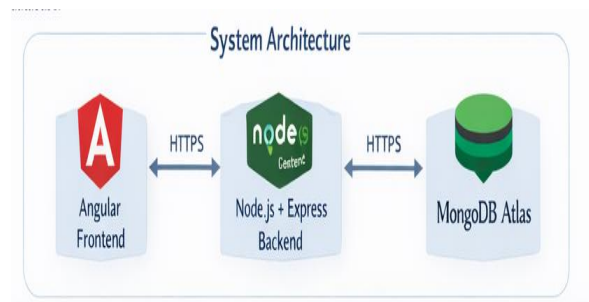 System Architecture
A
Angular
Frontend
HTTPS
node
Node.js + Express
Backend
HTTPS
MongoDB Atlas